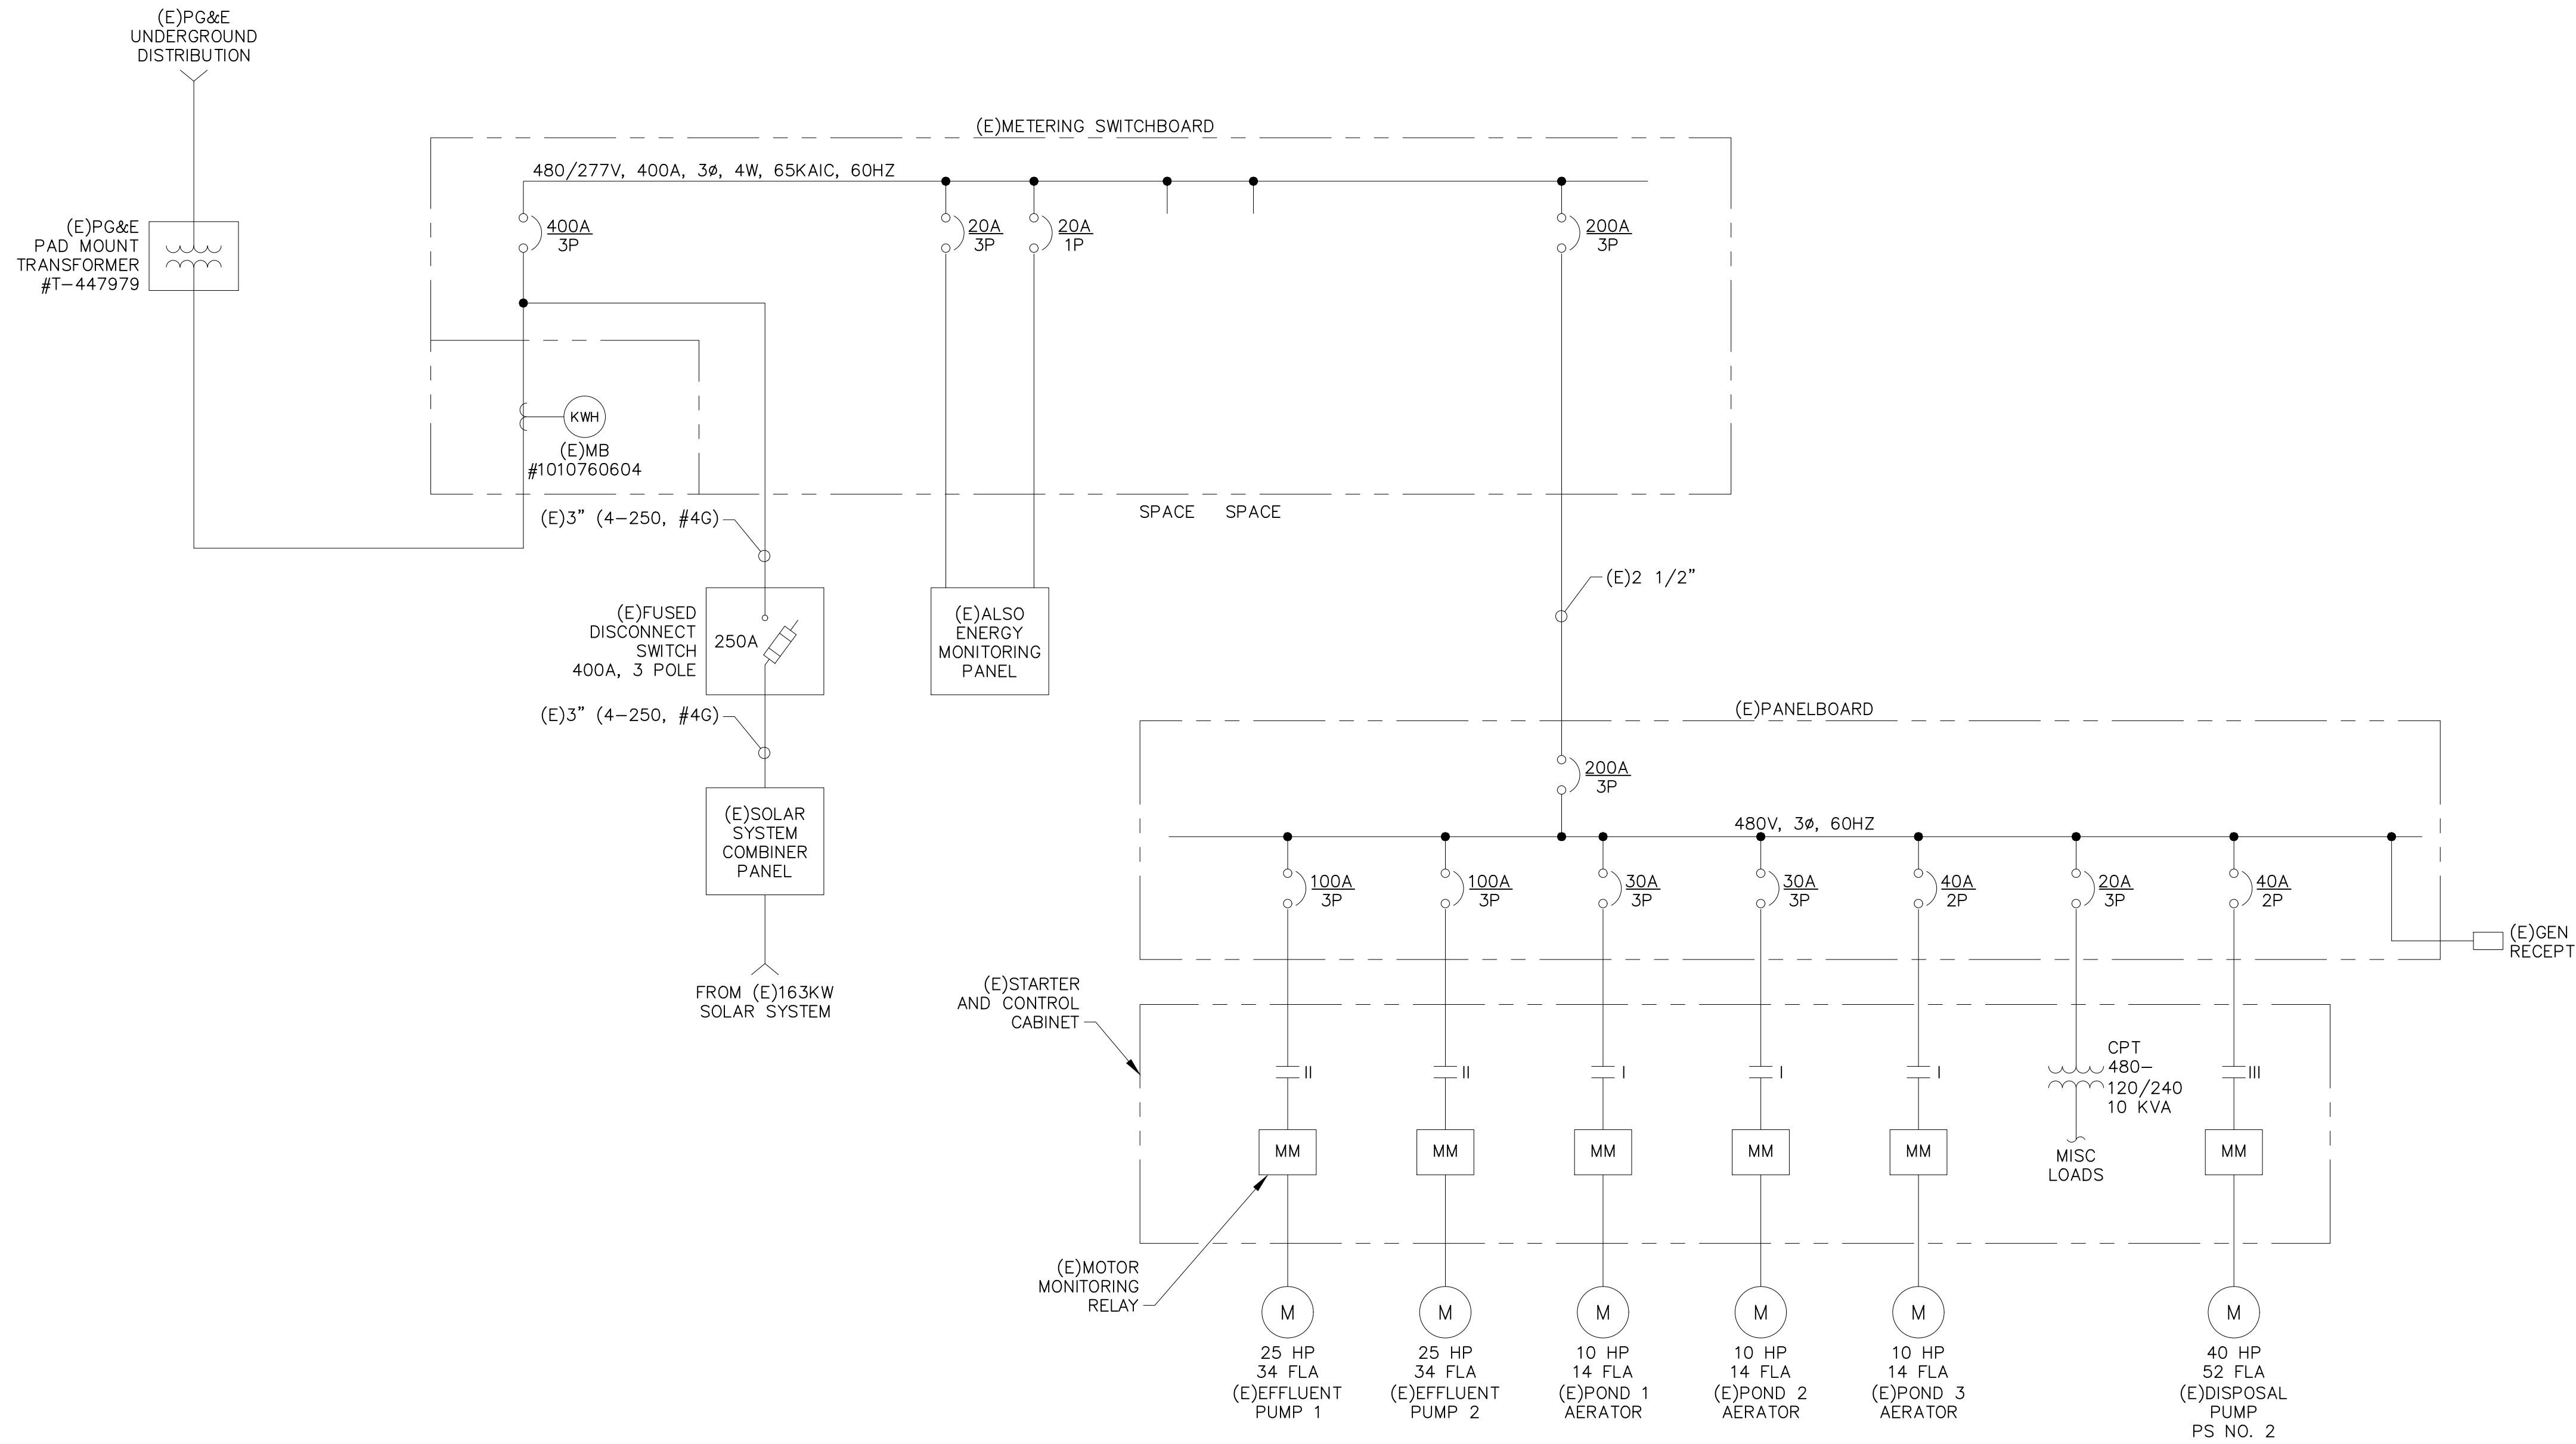 (E)PG&E
UNDERGROUND
DISTRIBUTION
(E)PG&E
PAD MOUNT
TRANSFORMER
#T-447979
(E)METERING SWITCHBOARD
480/277V, 400A, 3ø, 4W, 65KAIC, 60HZ
400A
3P
20A
3P
20A
1P
200A
3P
KWH
(E)MB
#1010760604
SPACE
SPACE
(E)3" (4-250, #4G)
(E)FUSED
DISCONNECT
SWITCH
400A, 3 POLE
250A
(E)3" (4-250, #4G)
(E)SOLAR
SYSTEM
COMBINER
PANEL
FROM (E)163KW
SOLAR SYSTEM
(E)ALSO
ENERGY
MONITORING
PANEL
(E)2 1/2"
(E)PANELBOARD
200A
3P
480V, 3ø, 60HZ
100A
3P
100A
3P
30A
3P
30A
3P
40A
2P
20A
3P
40A
2P
(E)GEN
RECEPT
(E)STARTER
AND CONTROL
CABINET
II
II
I
I
I
CPT
480-
120/240
10 KVA
III
MM
MM
MM
MM
MM
MISC
LOADS
MM
(E)MOTOR
MONITORING
RELAY
M
M
M
M
M
M
25 HP
34 FLA
(E)EFFLUENT
PUMP 1
25 HP
34 FLA
(E)EFFLUENT
PUMP 2
10 HP
14 FLA
(E)POND 1
AERATOR
10 HP
14 FLA
(E)POND 2
AERATOR
10 HP
14 FLA
(E)POND 3
AERATOR
40 HP
52 FLA
(E)DISPOSAL
PUMP
PS NO. 2